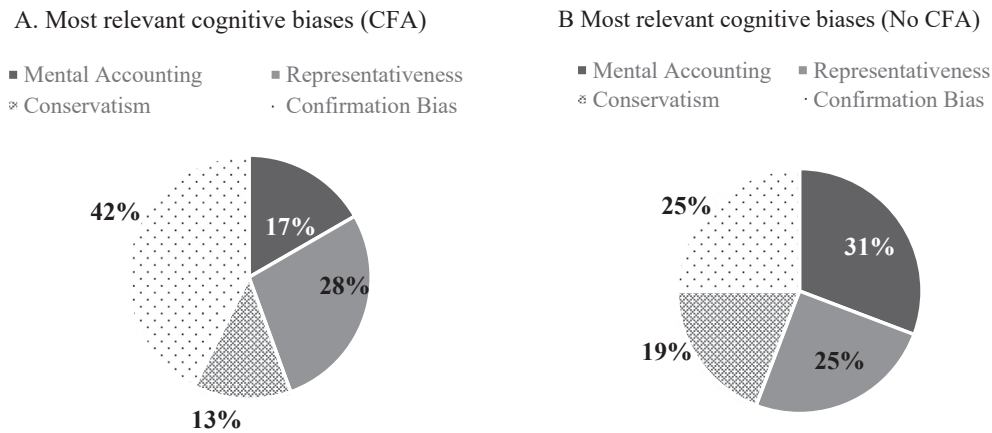 A. Most relevant cognitive biases (CFA)
Mental Accounting
Representativeness
Conservatism
Confirmation Bias
42%
17%
28%
13%
B Most relevant cognitive biases (No CFA)
Mental Accounting
Representativeness
Conservatism
Confirmation Bias
25%
31%
19%
25%